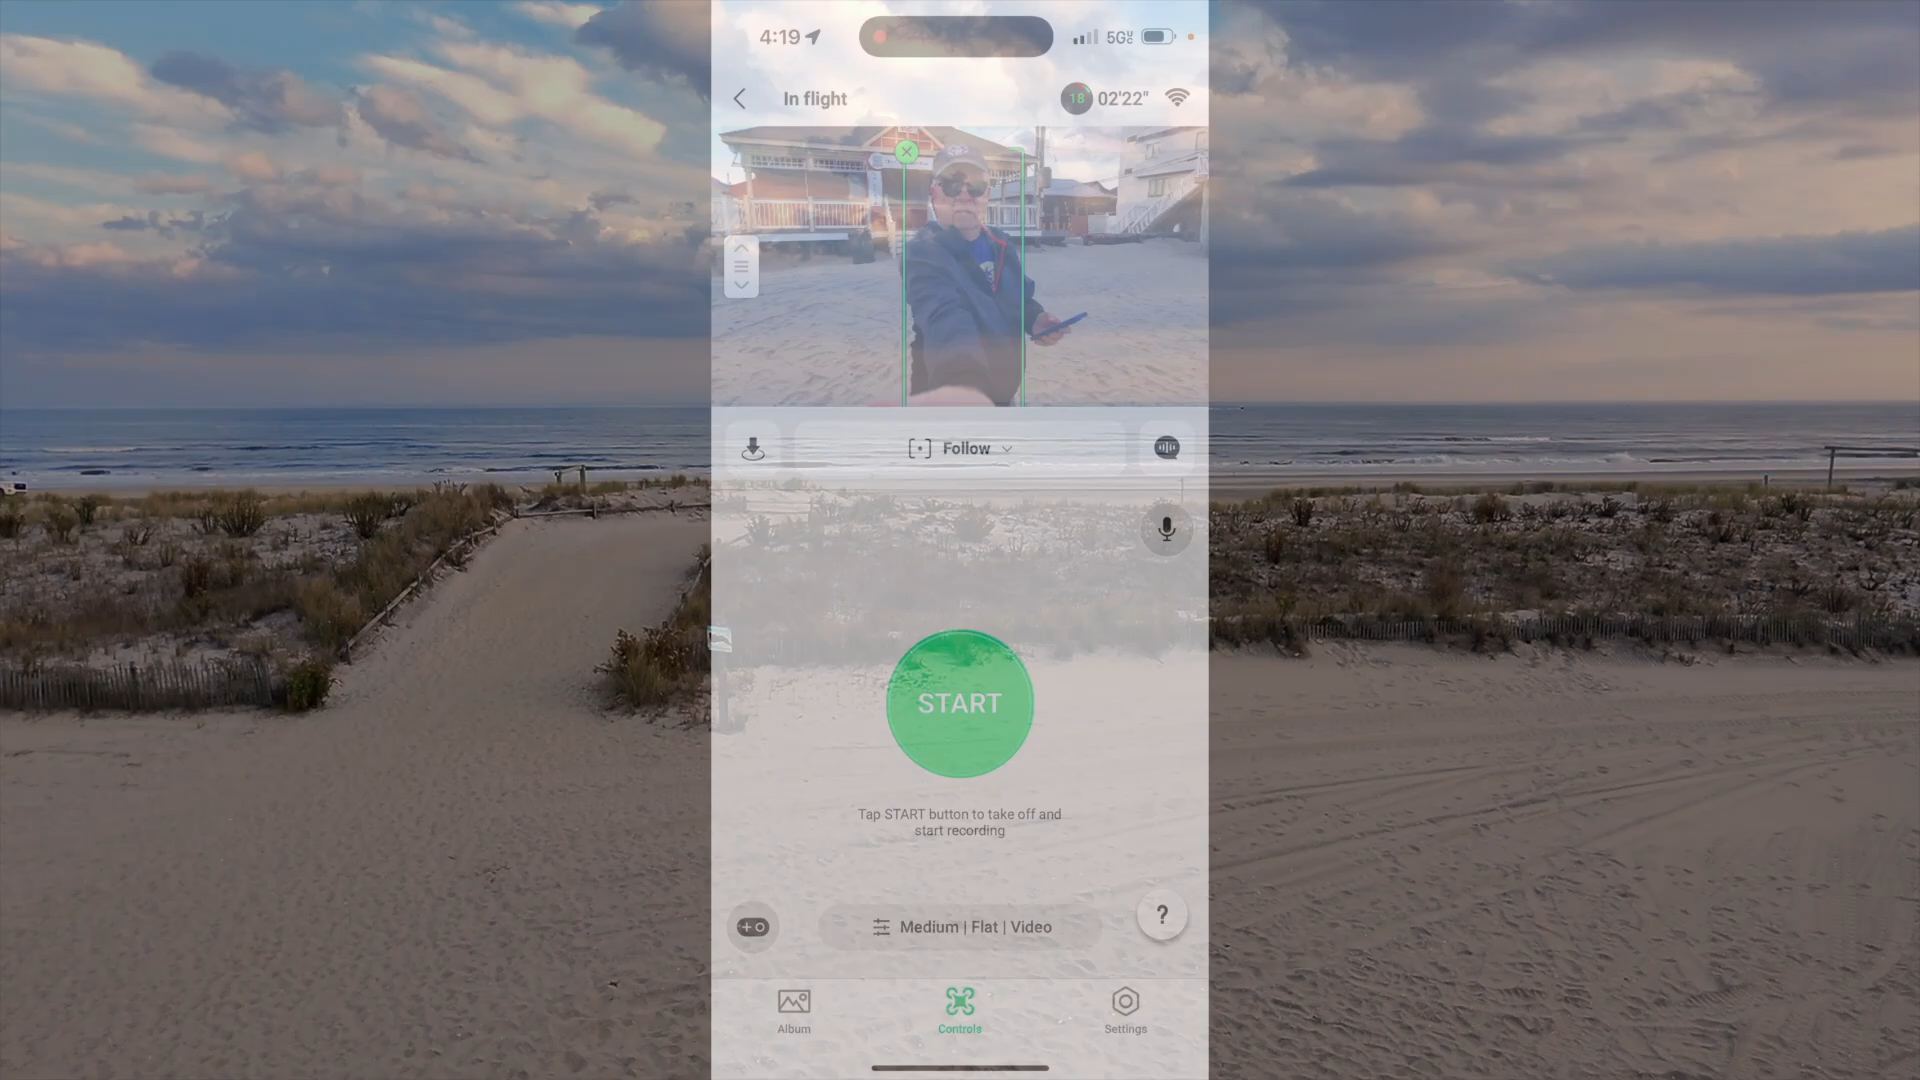 4:19
5G
In flight
18
02'22"
Follow
START
Tap START button to take off and
start recording
?
Medium | Flat | Video
Album
Controls
Settings